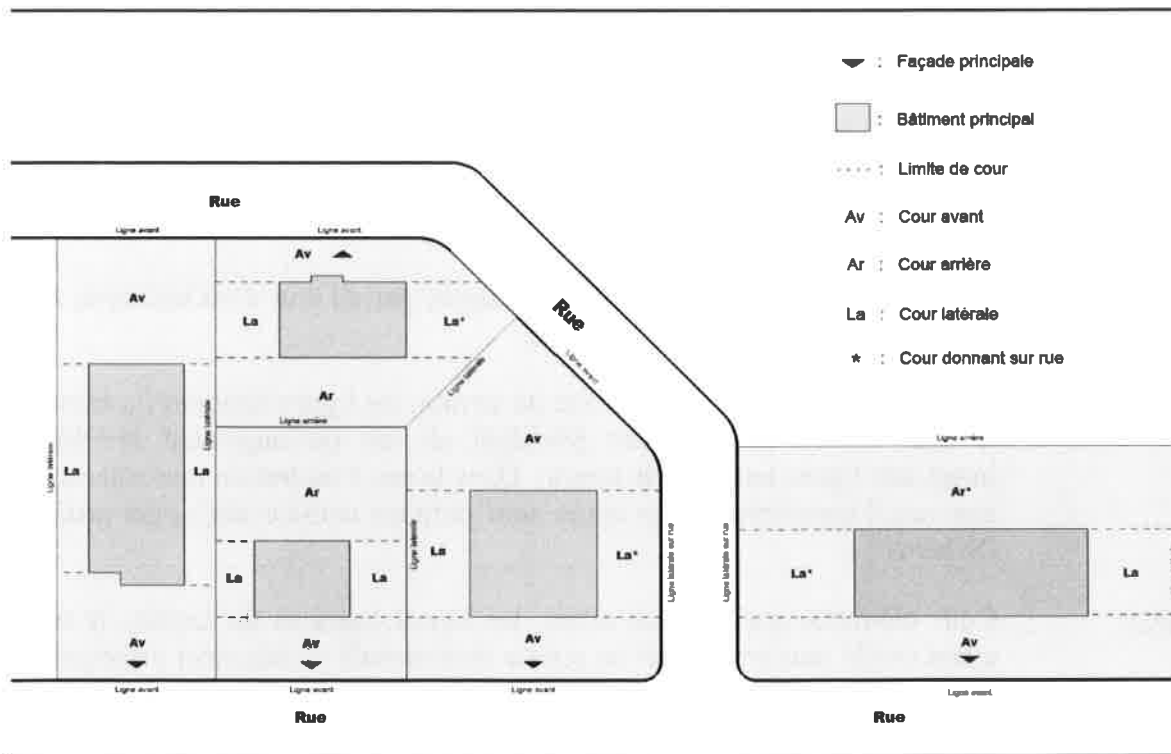 : Façade principale
: Bâtiment principal
: Limite de cour
Av : Cour avant
Ar : Cour arrière
La : Cour latérale
* : Cour donnant sur rue
Rue
Ligne avant
Ligne avant
Av
Av
La
La*
Rue
Ligne avant
Ligne latérale
Ar
Ligne arrière
Ligne latérale
Av
Ligne arrière
Ligne latérale
La
La
Ar
Ar*
La
La
Ligne latérale
La
La*
Ligne latérale sur rue
Ligne latérale sur rue
La*
La
Av
Av
Av
Av
Ligne avant
Ligne avant
Ligne avant
Ligne avant
Rue
Rue